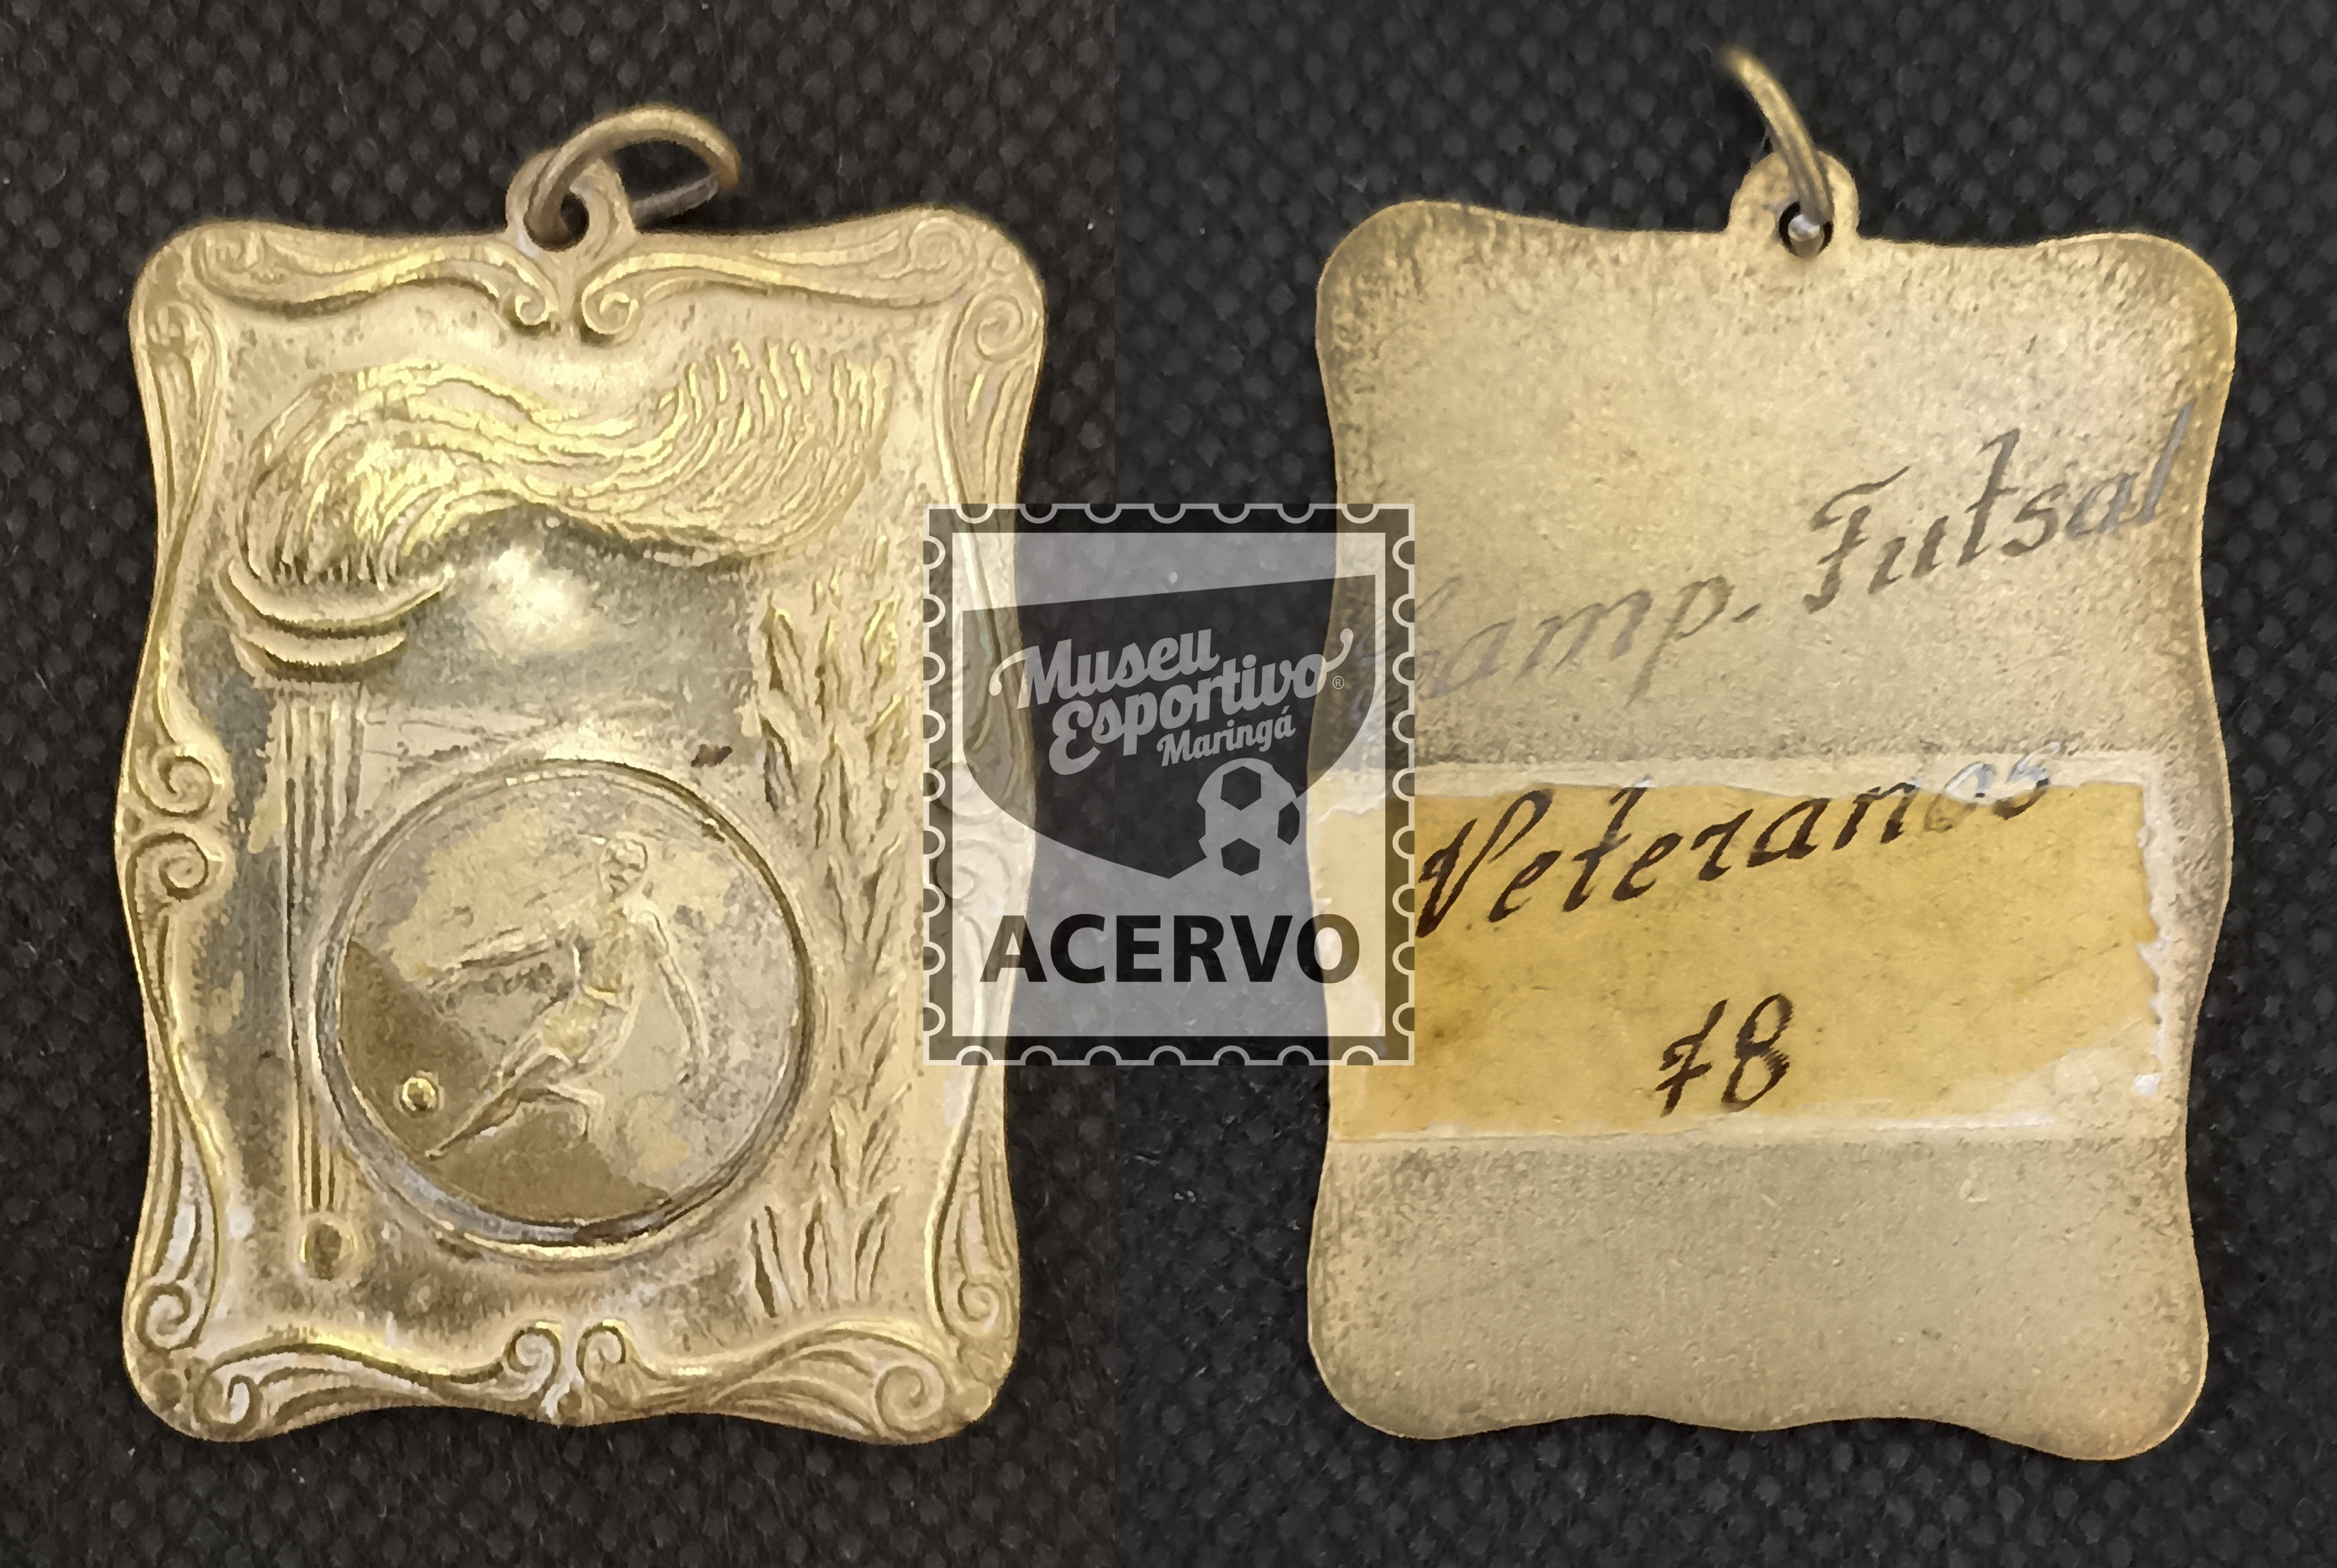 Museu
Esportivo®
Maringá
ACERVO
Camp. Futsal
Veteranos
78